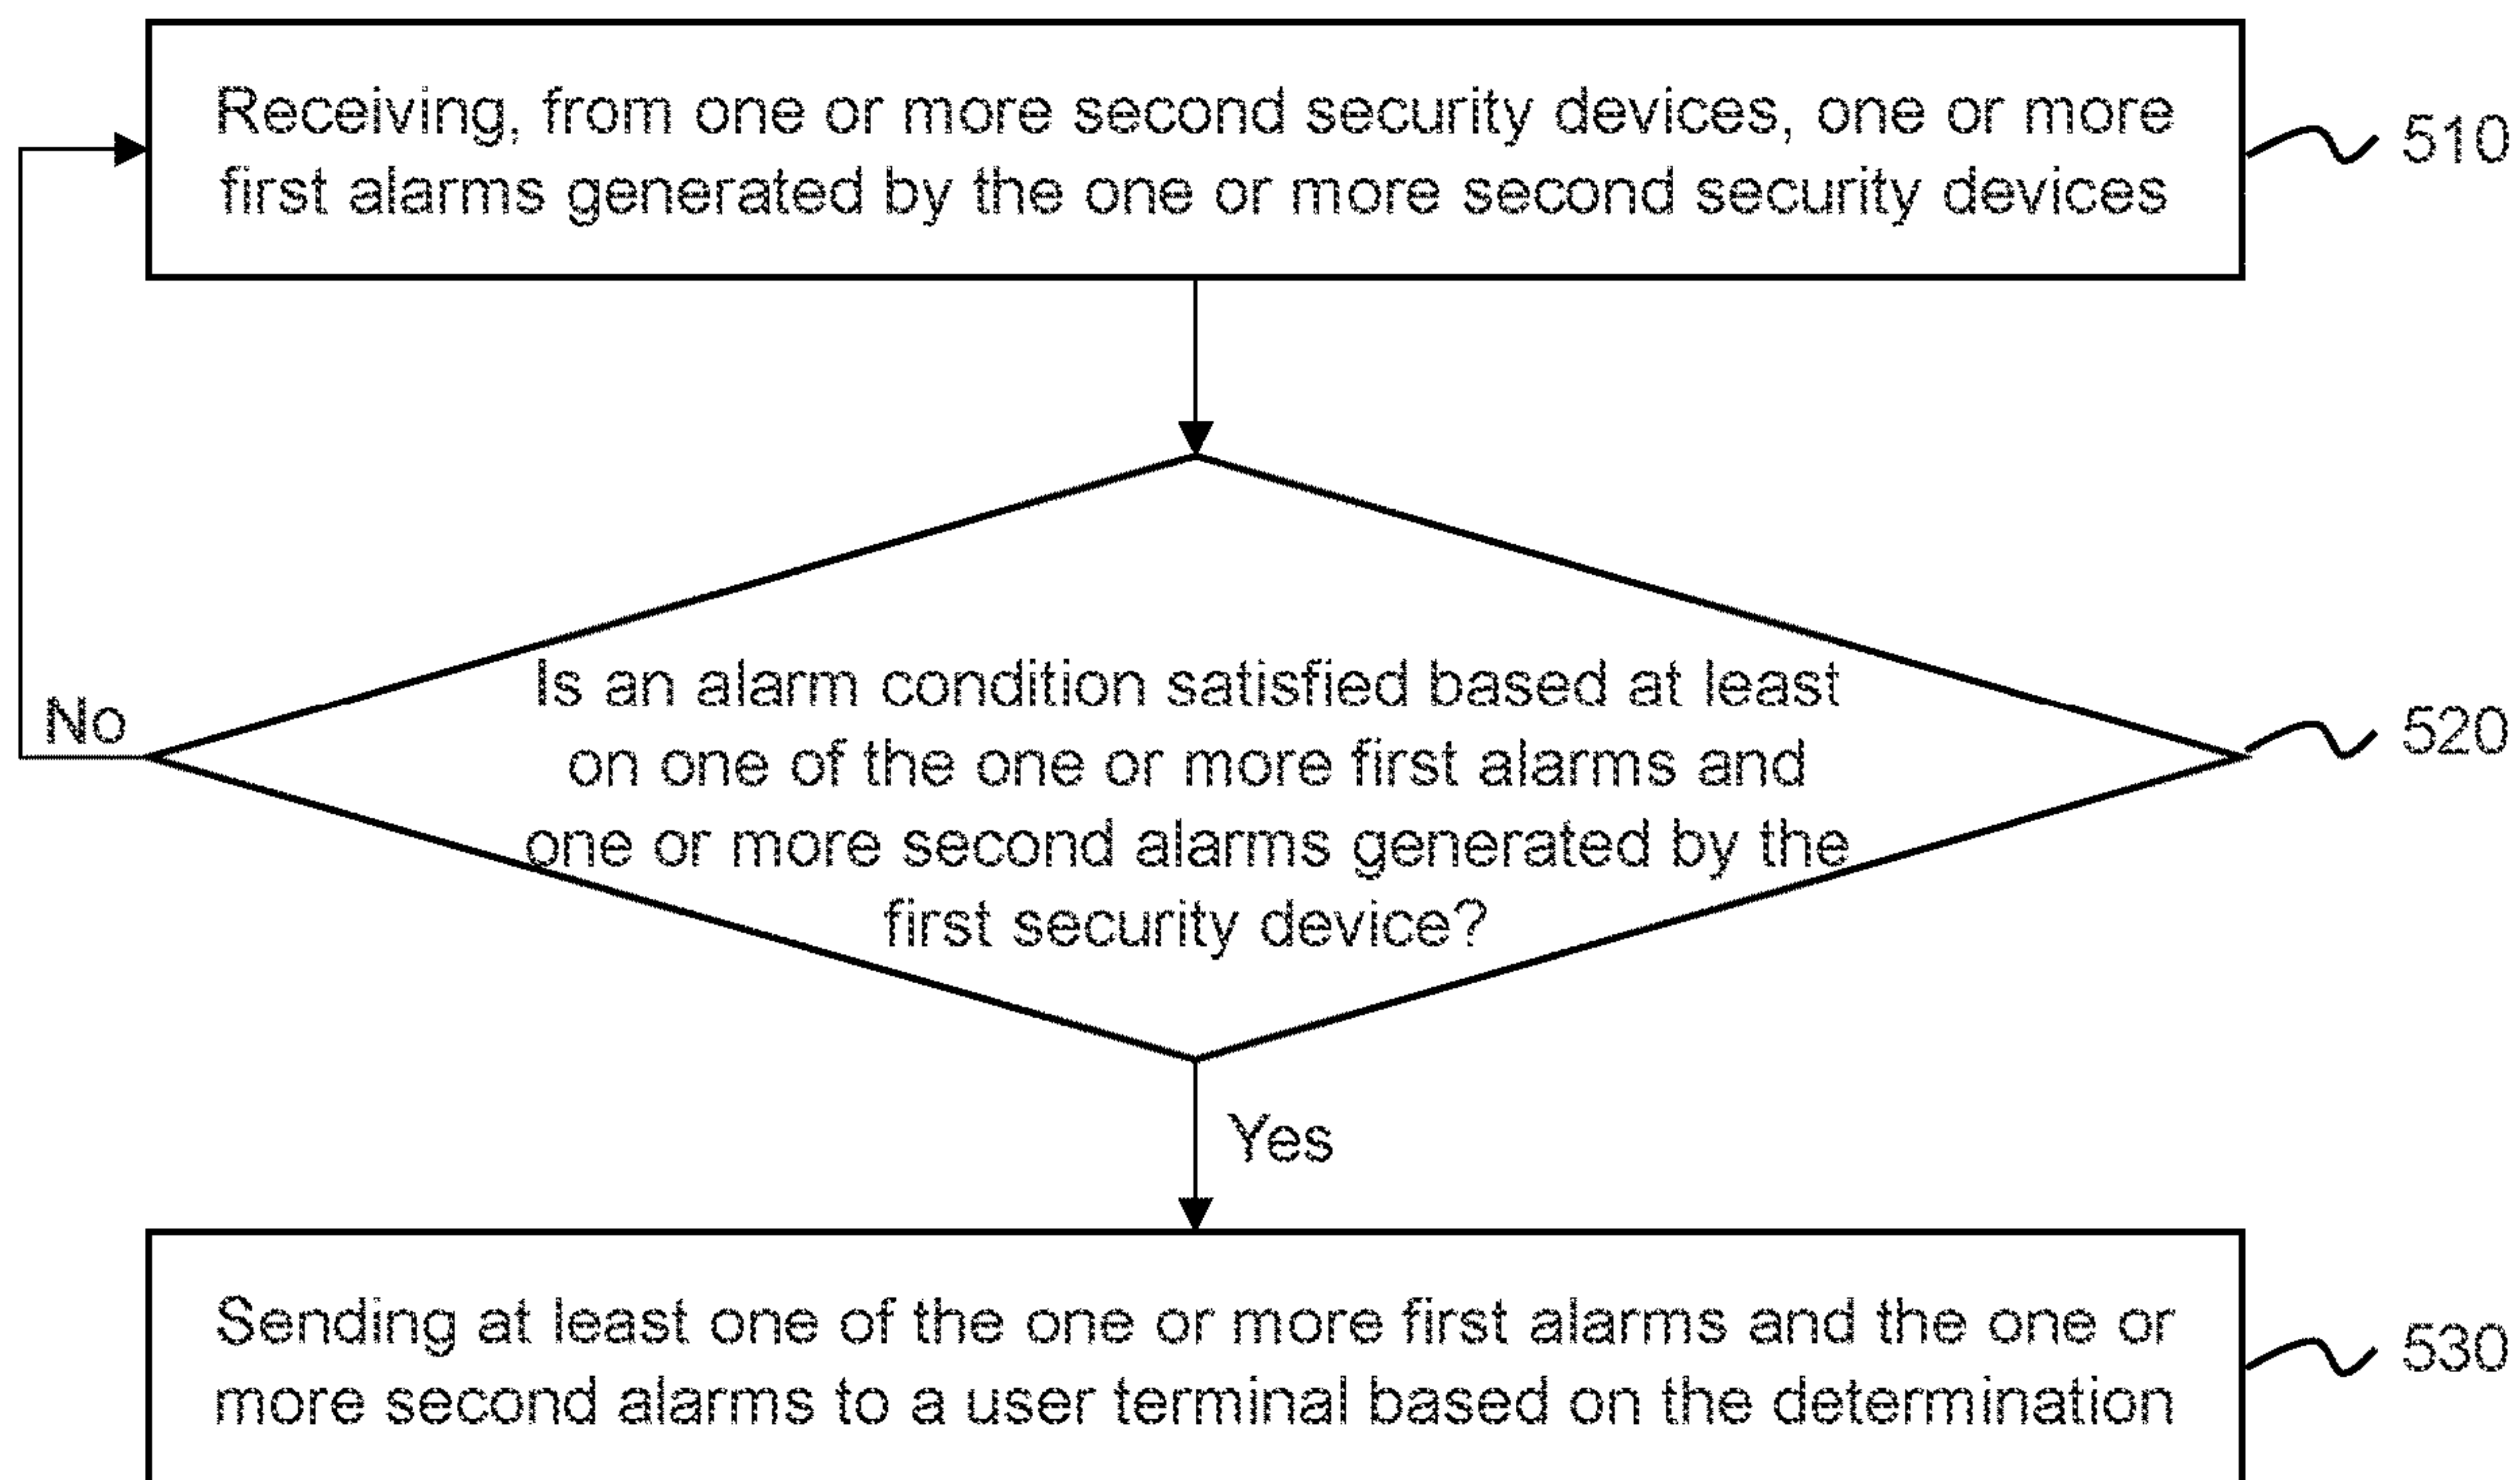 Receiving, from one or more second security devices, one or more
first alarms generated by the one or more second security devices
510
Is an alarm condition satisfied based at least
on one of the one or more first alarms and
one or more second alarms generated by the
first security device?
520
No
Yes
Sending at least one of the one or more first alarms and the one or
more second alarms to a user terminal based on the determination
530